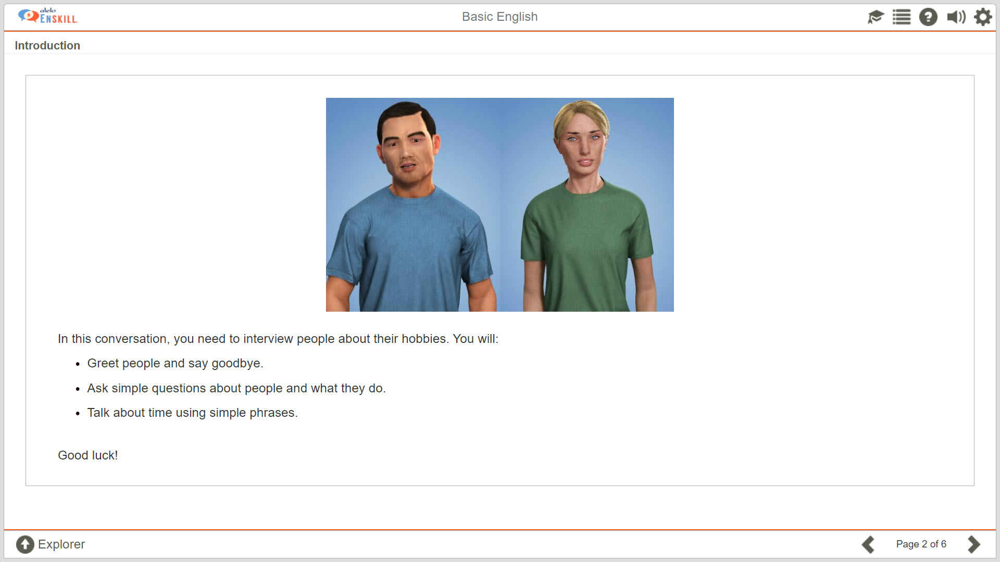 alelo
ENSKILL.
Basic English
Introduction
In this conversation, you need to interview people about their hobbies. You will:
• Greet people and say goodbye.
• Ask simple questions about people and what they do.
• Talk about time using simple phrases.
Good luck!
Explorer
Page 2 of 6